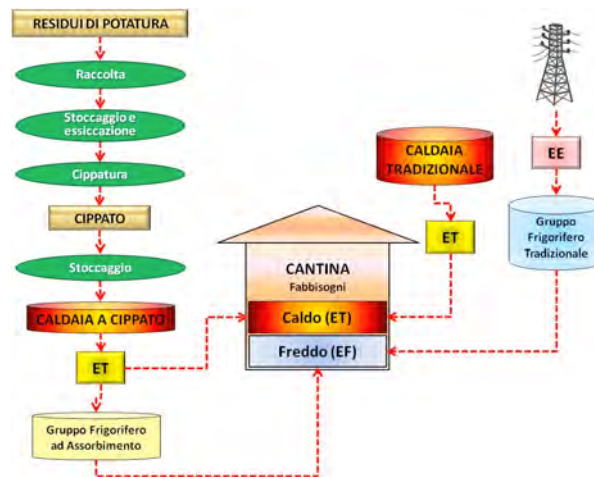 RESIDUI DI POTATURA
Raccolta
Stoccaggio e
essiccazione
Cippatura
CIPPATO
Stoccaggio
CALDAIA A CIPPATO
ET
Gruppo Frigorifero
ad Assorbimento
CANTINA
Fabbisogni
Caldo (ET)
Freddo (EF)
CALDAIA
TRADIZIONALE
ET
EE
Gruppo
Frigorifero
Tradizionale